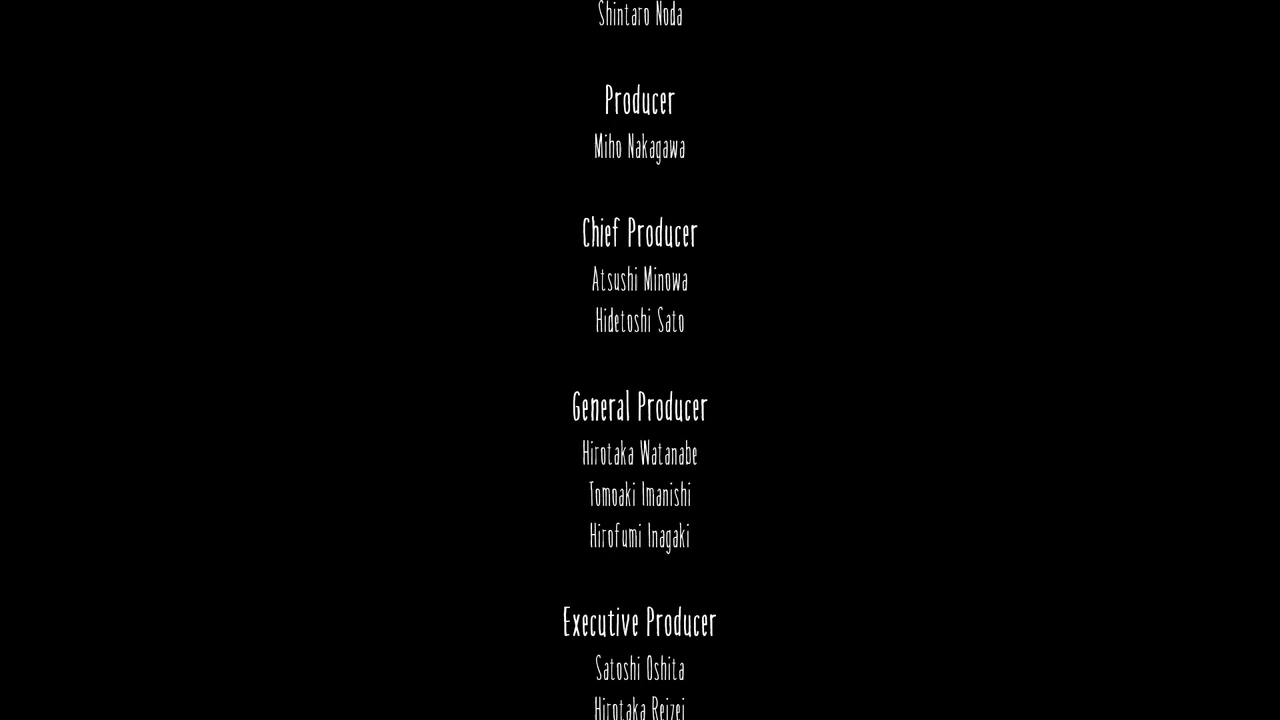 Shintaro Noda
Producer
Miho Nakagawa
Chief Producer
Atsushi Minowa
Hidetoshi Sato
General Producer
Hirotaka Watanabe
Tomoaki Imanishi
Hirofumi Inagaki
Executive Producer
Satoshi Oshita
Hirotaka Reizei